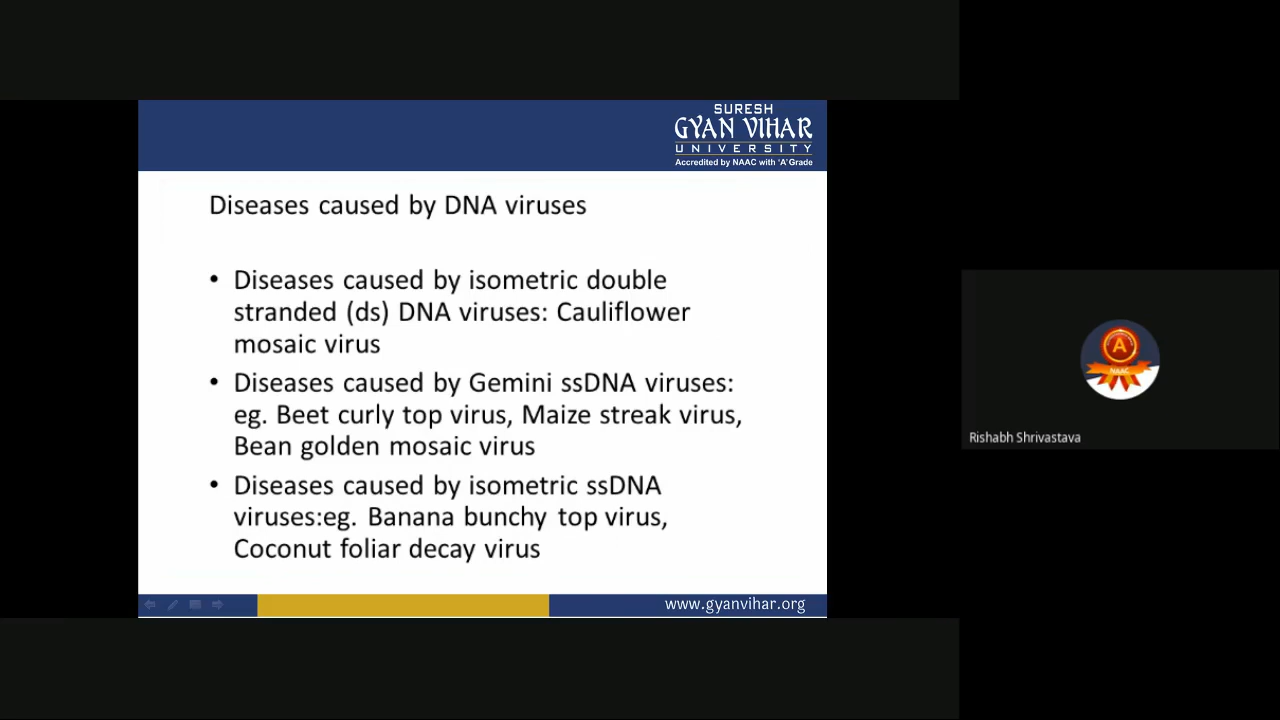 SURESH
GYAN VIHAR
UNIVERSITY
Accredited by NAAC with 'A' Grade
Diseases caused by DNA viruses
• Diseases caused by isometric double
stranded (ds) DNA viruses: Cauliflower
mosaic virus
• Diseases caused by Gemini ssDNA viruses:
eg. Beet curly top virus, Maize streak virus,
Bean golden mosaic virus
• Diseases caused by isometric ssDNA
viruses:eg. Banana bunchy top virus,
Coconut foliar decay virus
www.gyanvihar.org
A
NAAC
Rishabh Shrivastava